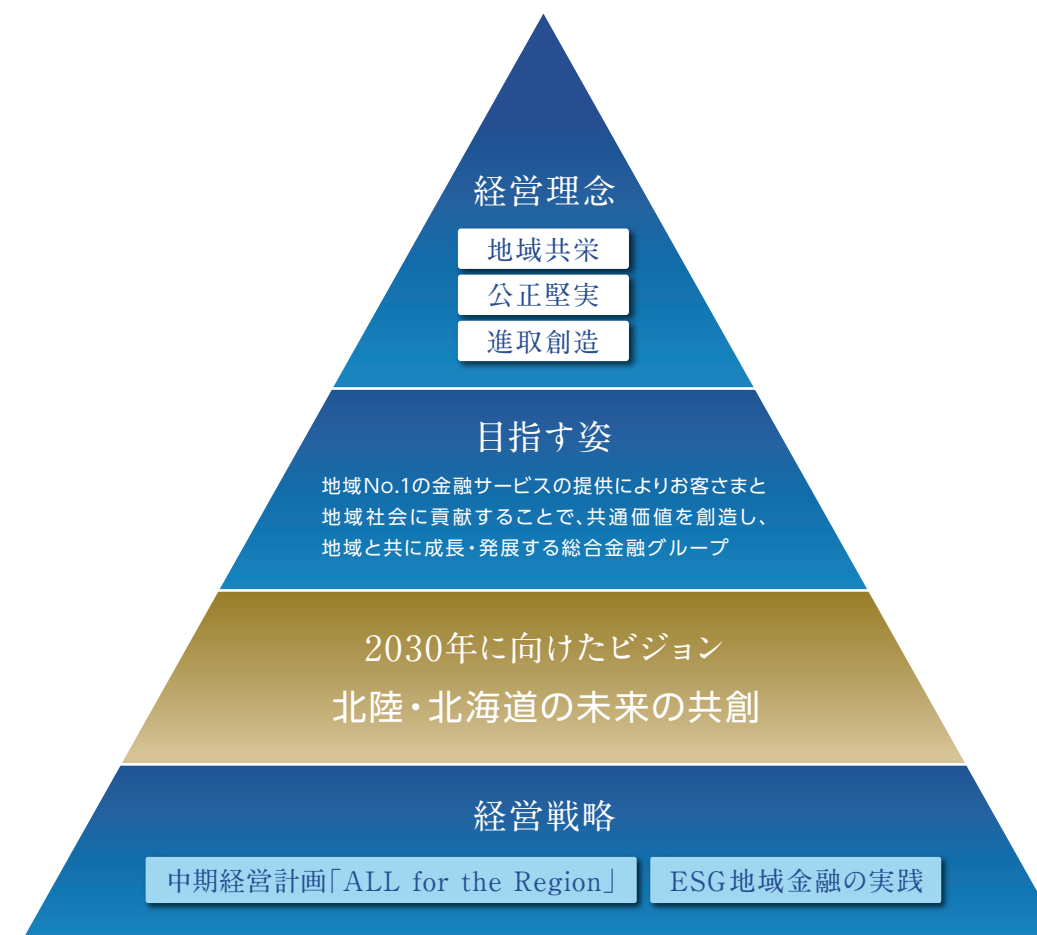 経営理念
地域共栄
公正堅実
進取創造
目指す姿
地域No.1の金融サービスの提供によりお客さまと
地域社会に貢献することで、共通価値を創造し、
地域と共に成長・発展する総合金融グループ
2030年に向けたビジョン
北陸・北海道の未来の共創
経営戦略
中期経営計画「ALL for the Region」 ESG地域金融の実践